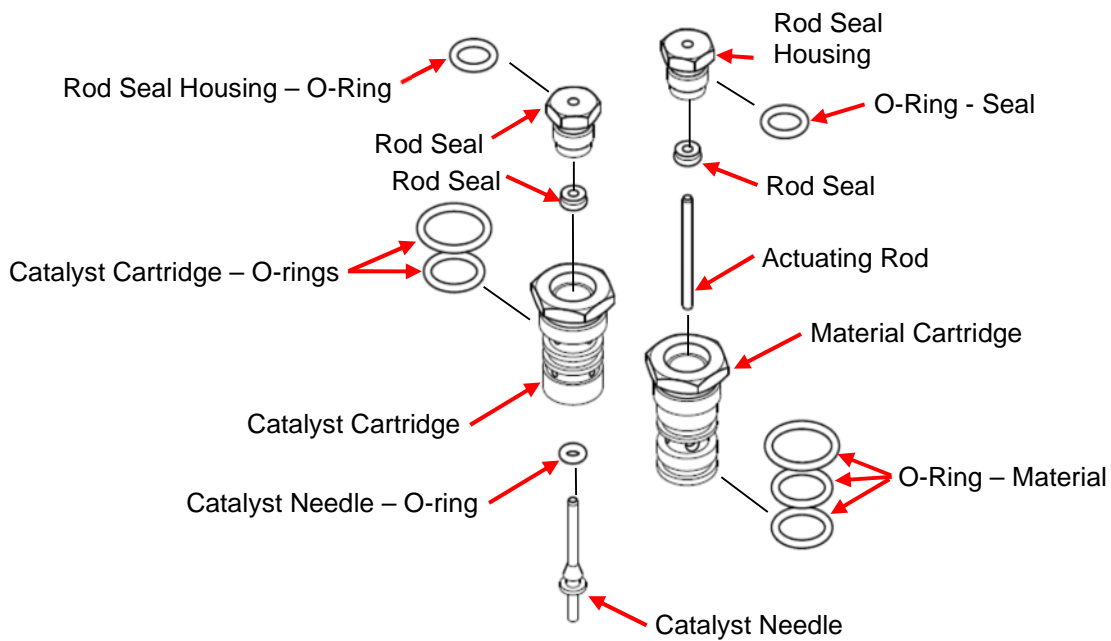 Rod Seal
Housing
Rod Seal Housing – O-Ring
O-Ring - Seal
Rod Seal
Rod Seal
Rod Seal
Catalyst Cartridge – O-rings
Actuating Rod
Material Cartridge
Catalyst Cartridge
O-Ring – Material
Catalyst Needle – O-ring
Catalyst Needle